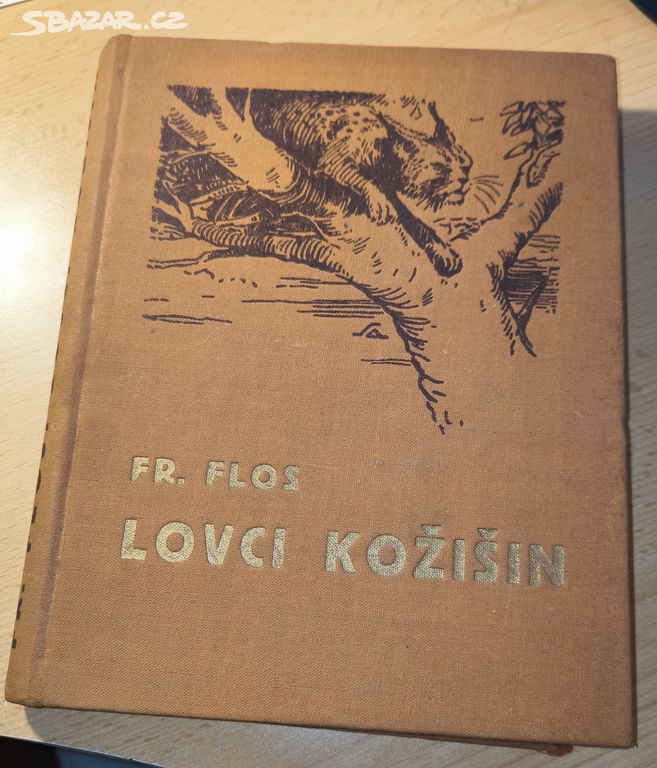 SBAZAR.CZ
FR. FLOS
LOVCI KOŽIŠIN